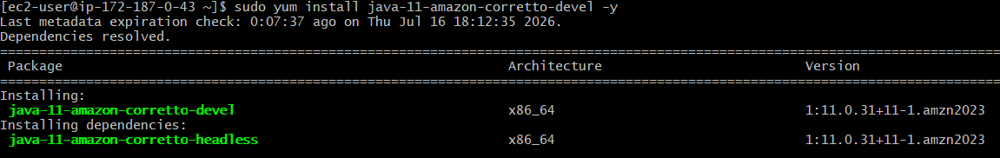 [ec2-user@ip-172-187-0-43 ~]$ sudo yum install java-11-amazon-corretto-devel -y
Last metadata expiration check: 0:07:37 ago on Thu Jul 16 18:12:35 2026.
Dependencies resolved.
================================================================================================================================
Package Architecture Version
================================================================================================================================
Installing:
java-11-amazon-corretto-devel x86_64 1:11.0.31+11-1.amzn2023
Installing dependencies:
java-11-amazon-corretto-headless x86_64 1:11.0.31+11-1.amzn2023